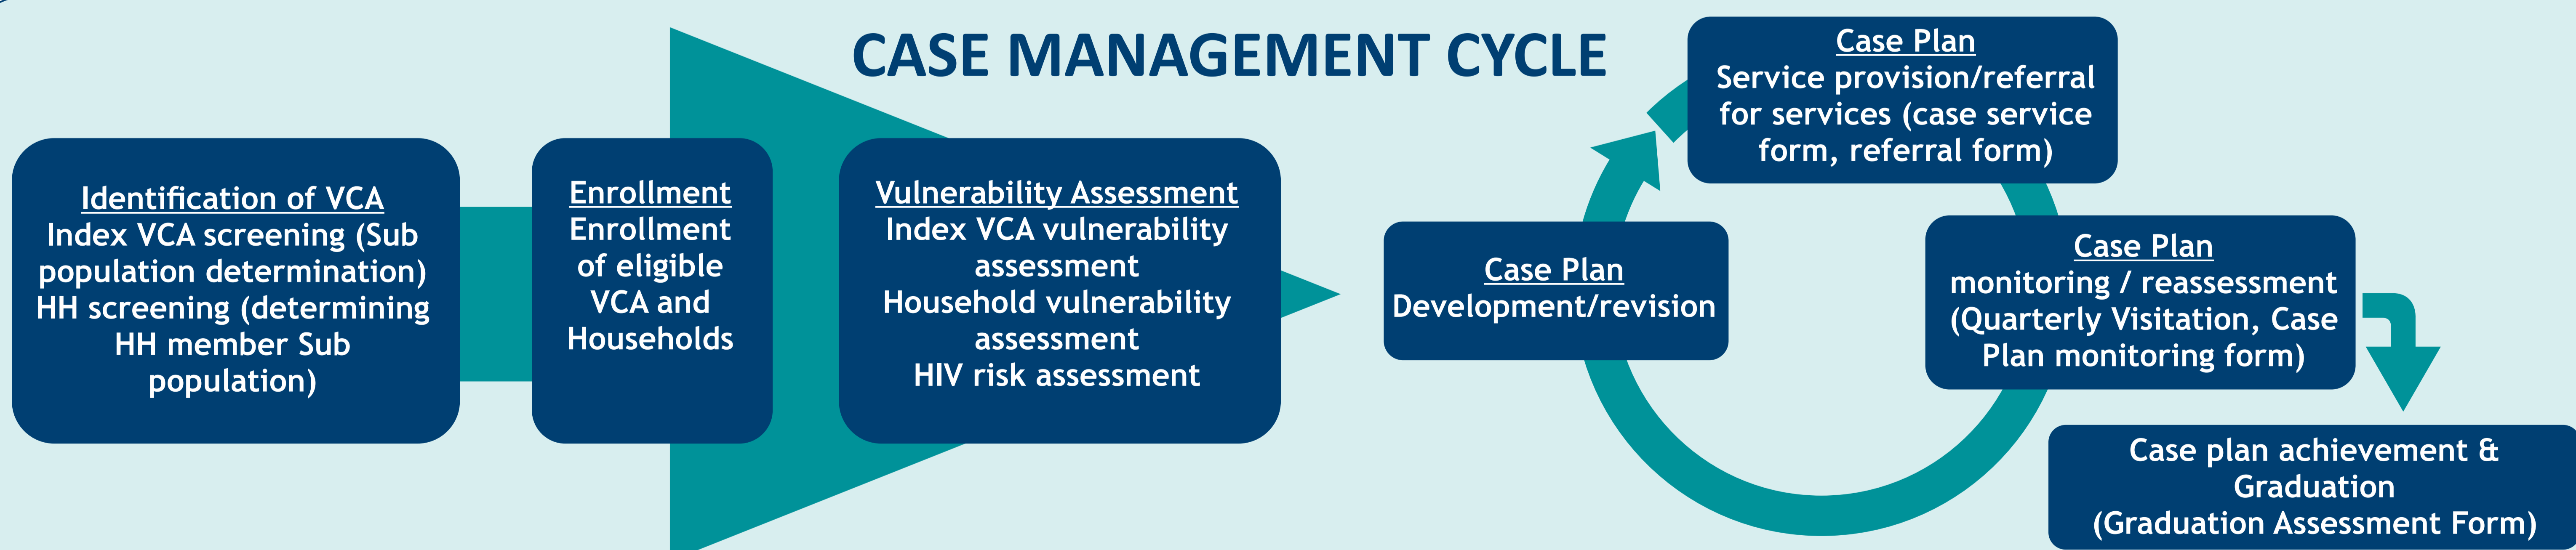 CASE MANAGEMENT CYCLE
Identification of VCA
Index VCA screening (Sub
population determination)
HH screening (determining
HH member Sub
population)
Enrollment
Enrollment
of eligible
VCA and
Households
Vulnerability Assessment
Index VCA vulnerability
assessment
Household vulnerability
assessment
HIV risk assessment
Case Plan
Development/revision
Case Plan
Service provision/referral
for services (case service
form, referral form)
Case Plan
monitoring / reassessment
(Quarterly Visitation, Case
Plan monitoring form)
Case plan achievement &
Graduation
(Graduation Assessment Form)